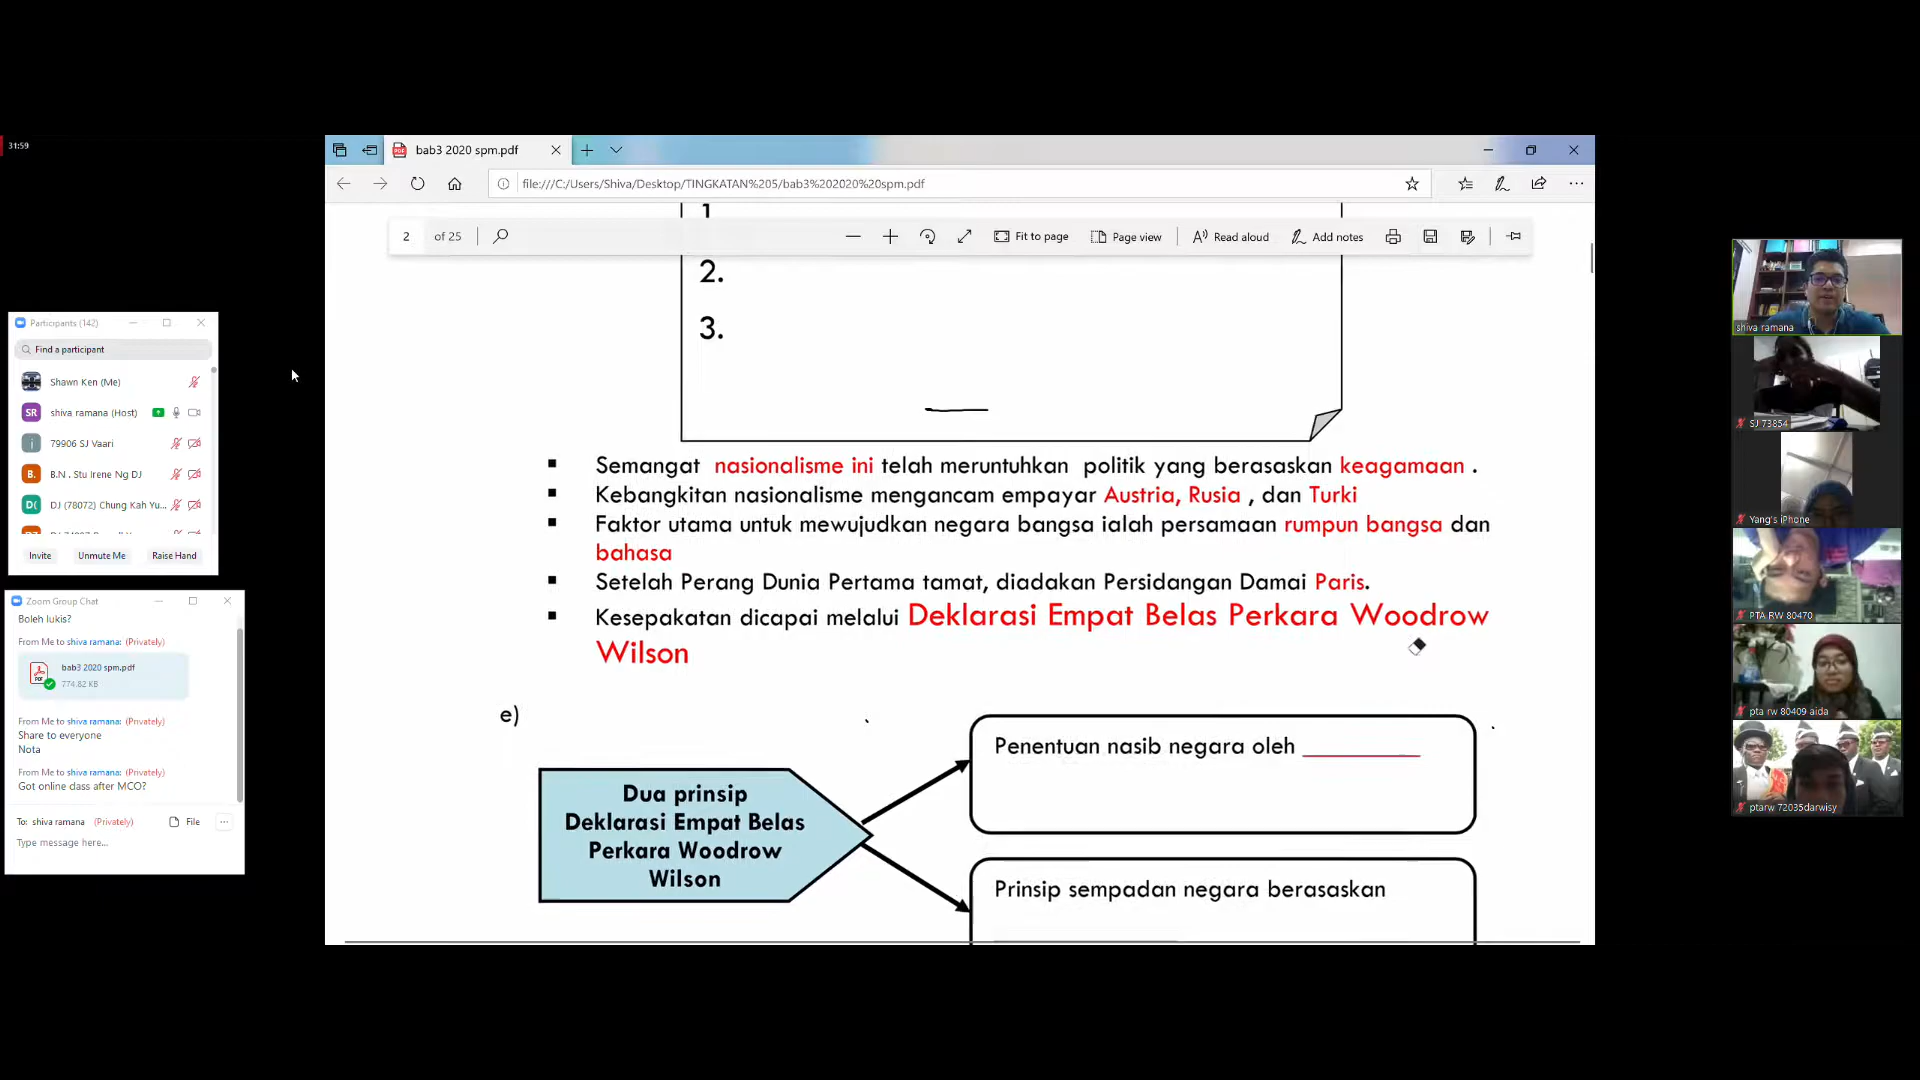 31:59
bab3 2020 spm.pdf
file:///C:/Users/Shiva/Desktop/TINGKATAN%205/bab3%202020%20spm.pdf
1
2 of 25
Fit to page
Page view
Read aloud
Add notes
2.
3.
Semangat nasionalisme ini telah meruntuhkan politik yang berasaskan keagamaan .
Kebangkitan nasionalisme mengancam empayar Austria, Rusia , dan Turki
Faktor utama untuk mewujudkan negara bangsa ialah persamaan rumpun bangsa dan
bahasa
Setelah Perang Dunia Pertama tamat, diadakan Persidangan Damai Paris.
Kesepakatan dicapai melalui Deklarasi Empat Belas Perkara Woodrow
Wilson
e)
Dua prinsip
Deklarasi Empat Belas
Perkara Woodrow
Wilson
Penentuan nasib negara oleh __________
Prinsip sempadan negara berasaskan
Participants (142)
Find a participant
Shawn Ken (Me)
SR shiva ramana (Host)
i 79906 SJ Vaari
B. B.N . Stu Irene Ng DJ
D( DJ (78072) Chung Kah Yu...
Invite
Unmute Me
Raise Hand
Zoom Group Chat
Boleh lukis?
From Me to shiva ramana: (Privately)
bab3 2020 spm.pdf
774.82 KB
From Me to shiva ramana: (Privately)
Share to everyone
Nota
From Me to shiva ramana: (Privately)
Got online class after MCO?
To: shiva ramana (Privately)
File
Type message here...
shiva ramana
SJ 73854
Yang's iPhone
PTA RW 80470
pta rw 80409 aida
ptarw 72035darwisy